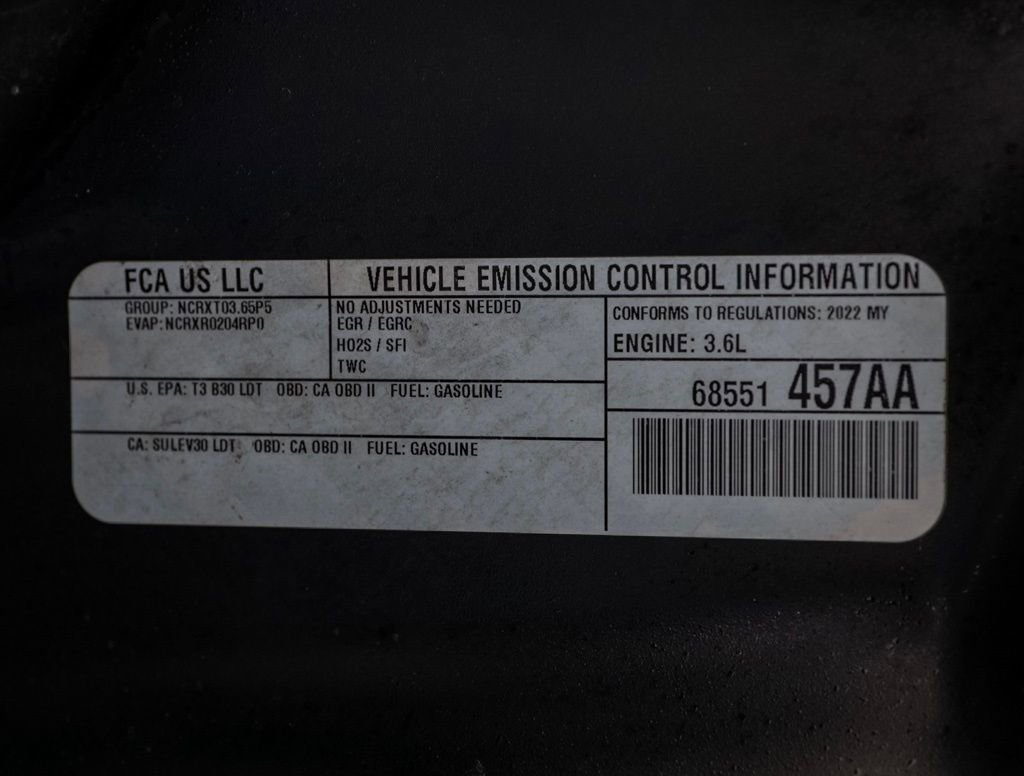 FCA US LLC
VEHICLE EMISSION CONTROL INFORMATION
GROUP: NCRXT03.65P5
EVAP: NCRXR0204RP0
NO ADJUSTMENTS NEEDED
EGR / EGRC
HO2S / SFI
TWC
CONFORMS TO REGULATIONS: 2022 MY
ENGINE: 3.6L
68551 457AA
U.S. EPA: T3 B30 LDT OBD: CA OBD II FUEL: GASOLINE
CA: SULEV30 LDT OBD: CA OBD II FUEL: GASOLINE